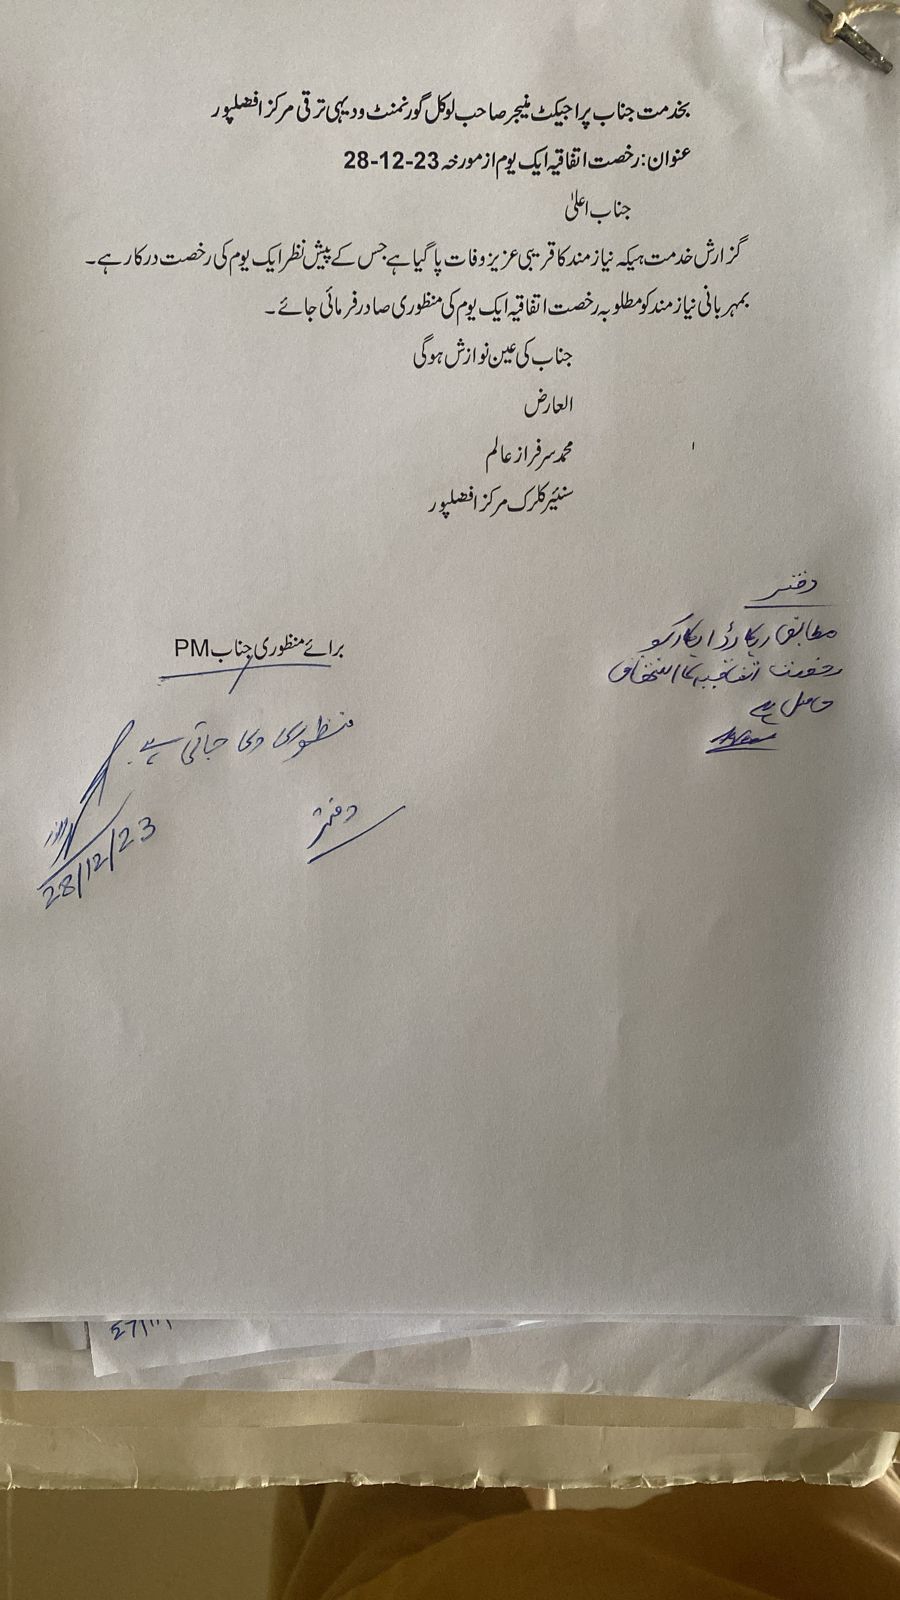 بخدمت جناب پراجیکٹ منیجر صاحب لوکل گورنمنٹ ودیہی ترقی مرکز افضلپور
عنوان: رخصت اتفاقیہ ایک یوم از مورخہ 23-12-28
جناب اعلیٰ
گزارش خدمت ہیکہ نیاز مند کا قریبی عزیز وفات پا گیا ہے جس کے پیش نظر ایک یوم کی رخصت درکار ہے۔
بمہربانی نیاز مند کو مطلوبہ رخصت اتفاقیہ ایک یوم کی منظوری صادر فرمائی جائے۔
جناب کی عین نوازش ہوگی
العارض
محمد سرفراز عالم
سنئیر کلرک مرکز افضلپور
دفتر
مطابق ریکارڈ اہلکار کو
رخصت اتفاقیہ کا استحقاق
حاصل ہے
برائے منظوری جناب PM
منظوری دی جاتی ہے۔
دفتر
28/12/23